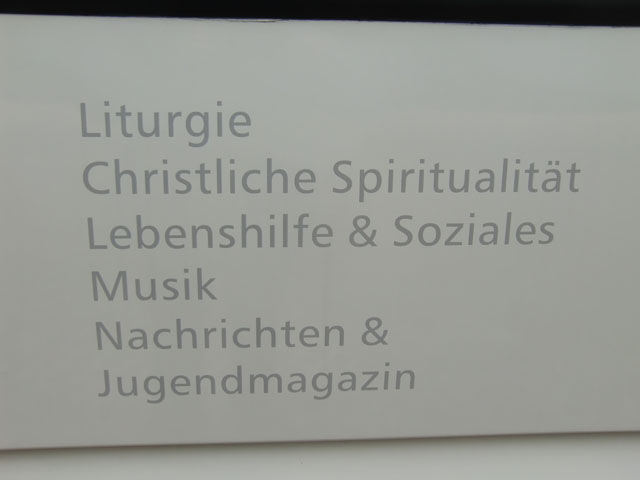 Liturgie
Christliche Spiritualität
Lebenshilfe & Soziales
Musik
Nachrichten &
Jugendmagazin